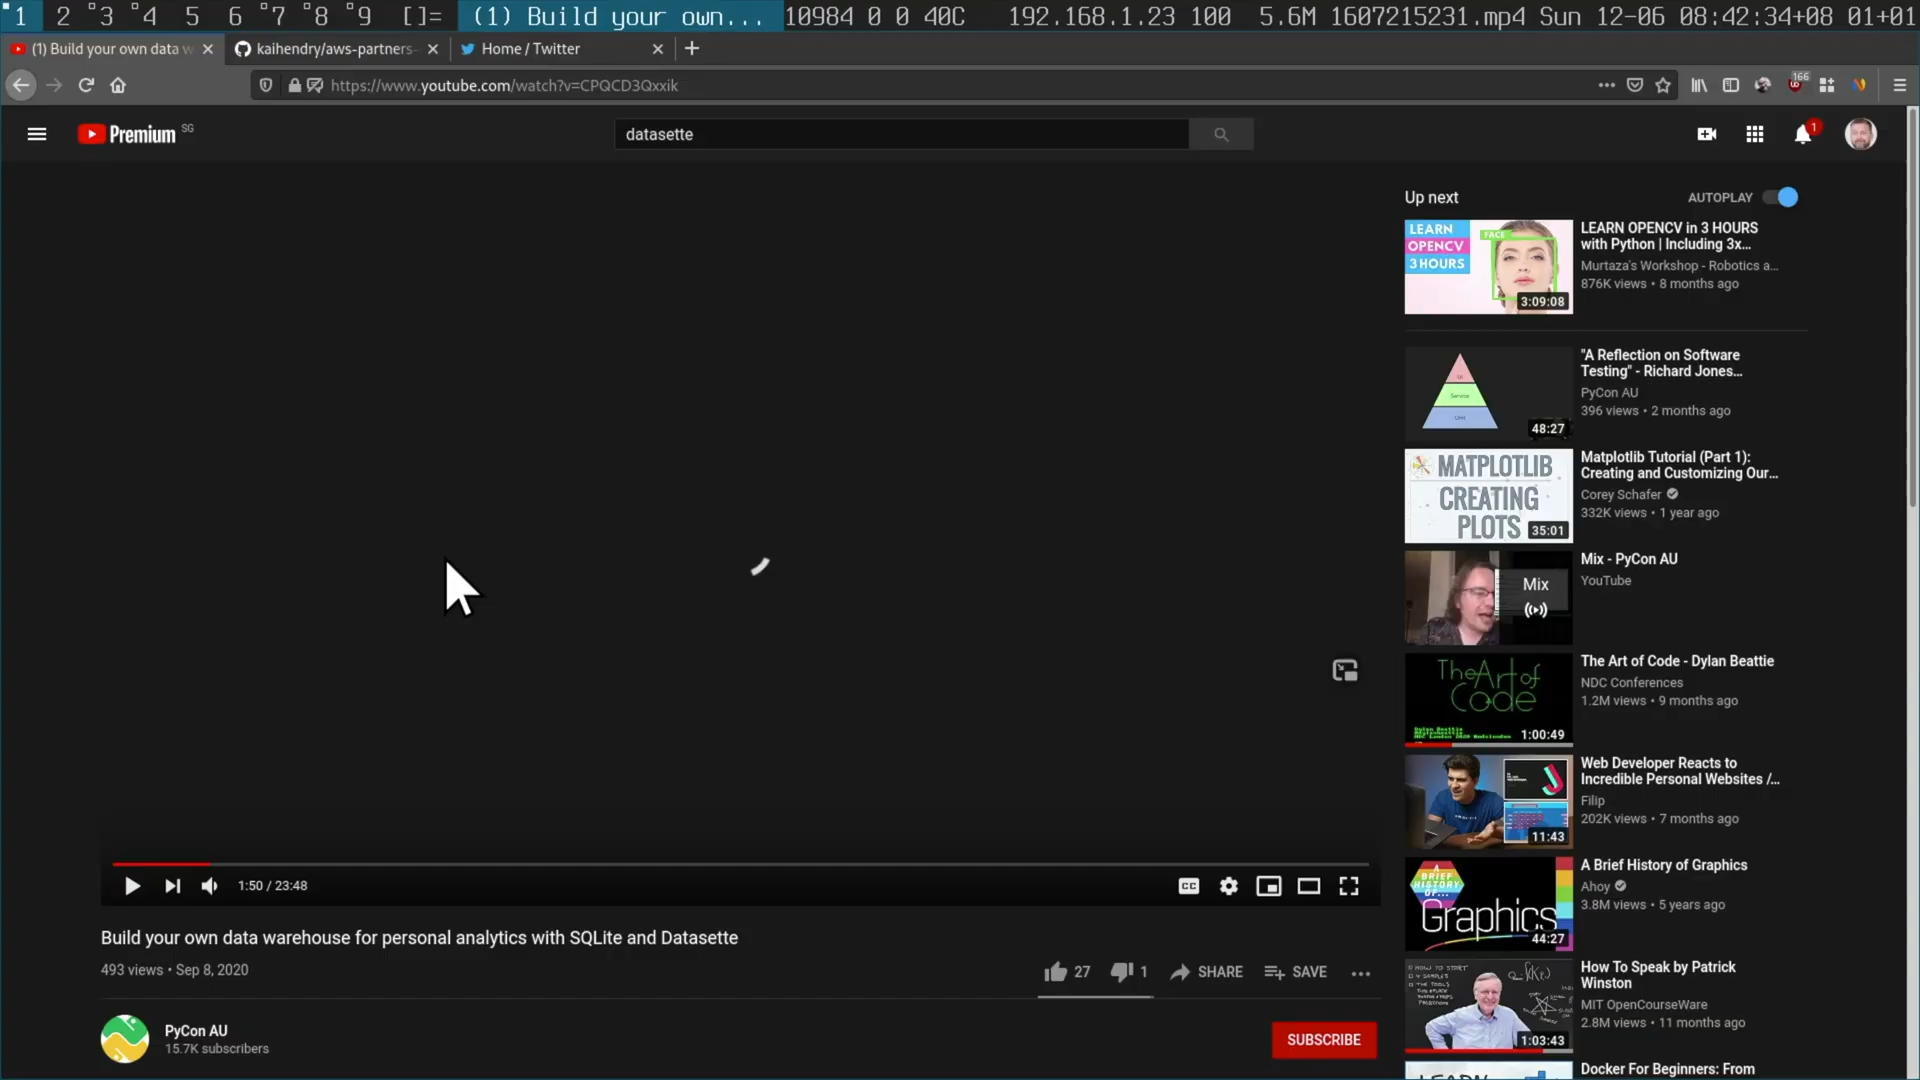 1 2 °3 °4 5 6 °7 °8 °9 []= (1) Build your own... 10984 0 0 40C 192.168.1.23 100 5.6M 1607215231.mp4 Sun 12-06 08:42:34+08 01+01
(1) Build your own data w kaihendry/aws-partners- Home / Twitter
https://www.youtube.com/watch?v=CPQCD3Qxxik
166
Premium SG
datasette
1
Up next
AUTOPLAY
LEARN
OPENCV
3 HOURS
FACE
3:09:08
LEARN OPENCV in 3 HOURS
with Python | Including 3x...
Murtaza's Workshop - Robotics a...
876K views • 8 months ago
Service
48:27
"A Reflection on Software
Testing" - Richard Jones...
PyCon AU
396 views • 2 months ago
MATPLOTLIB
CREATING
PLOTS
35:01
Matplotlib Tutorial (Part 1):
Creating and Customizing Our...
Corey Schafer
332K views • 1 year ago
Mix
Mix - PyCon AU
YouTube
The Art of
Code
1:00:49
The Art of Code - Dylan Beattie
NDC Conferences
1.2M views • 9 months ago
11:43
Web Developer Reacts to
Incredible Personal Websites /...
Filip
202K views • 7 months ago
A BRIEF
HISTORY
OF...
Graphics
44:27
A Brief History of Graphics
Ahoy
3.8M views • 5 years ago
1:03:43
How To Speak by Patrick
Winston
MIT OpenCourseWare
2.8M views • 11 months ago
LEARN
Docker For Beginners: From
1:50 / 23:48
CC
Build your own data warehouse for personal analytics with SQLite and Datasette
493 views • Sep 8, 2020
27 1 SHARE SAVE
PyCon AU
15.7K subscribers
SUBSCRIBE